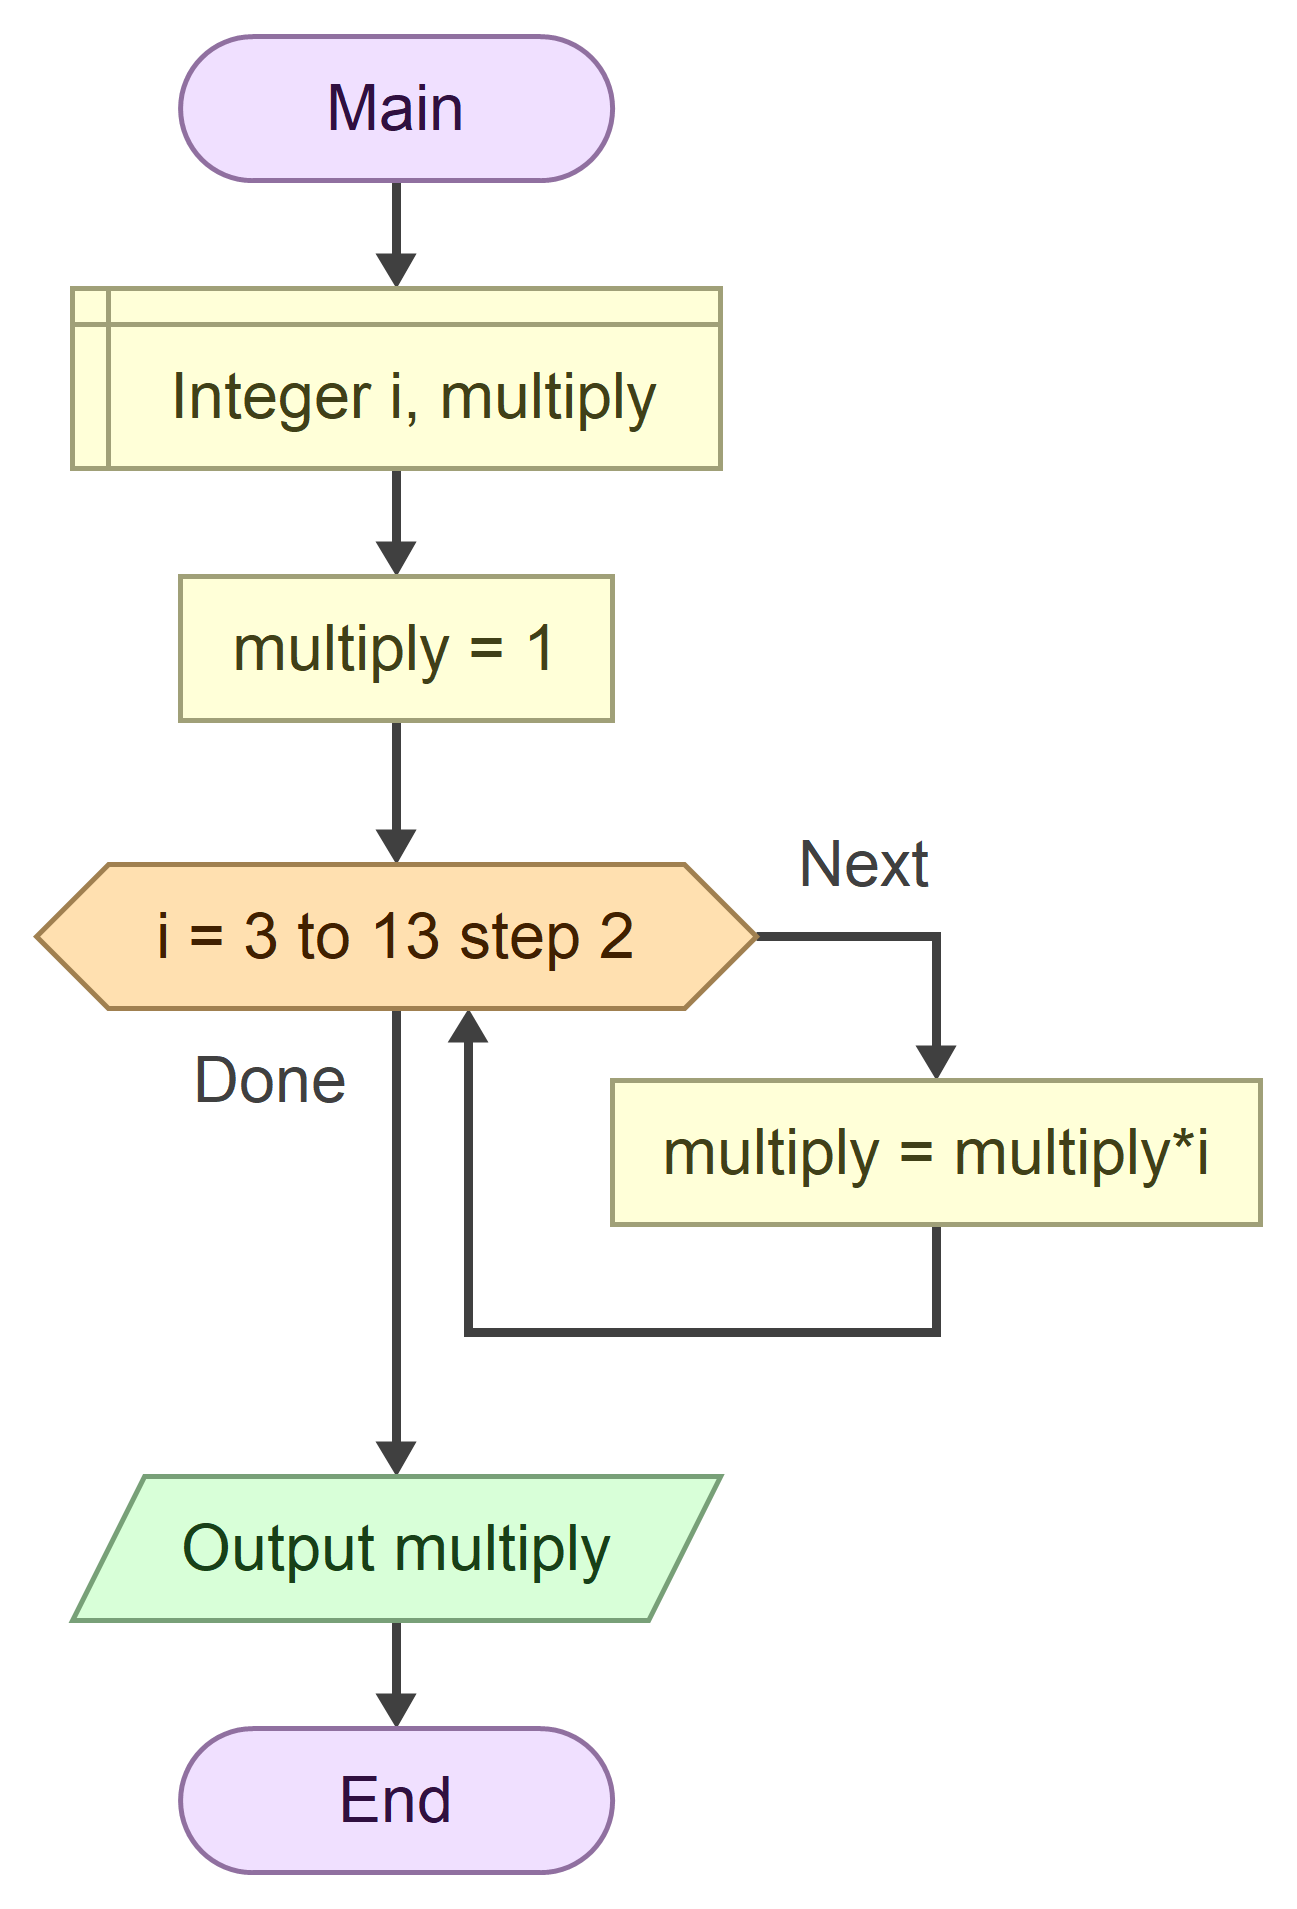 Main
Integer i, multiply
multiply = 1
i = 3 to 13 step 2
Next
Done
multiply = multiply*i
Output multiply
End